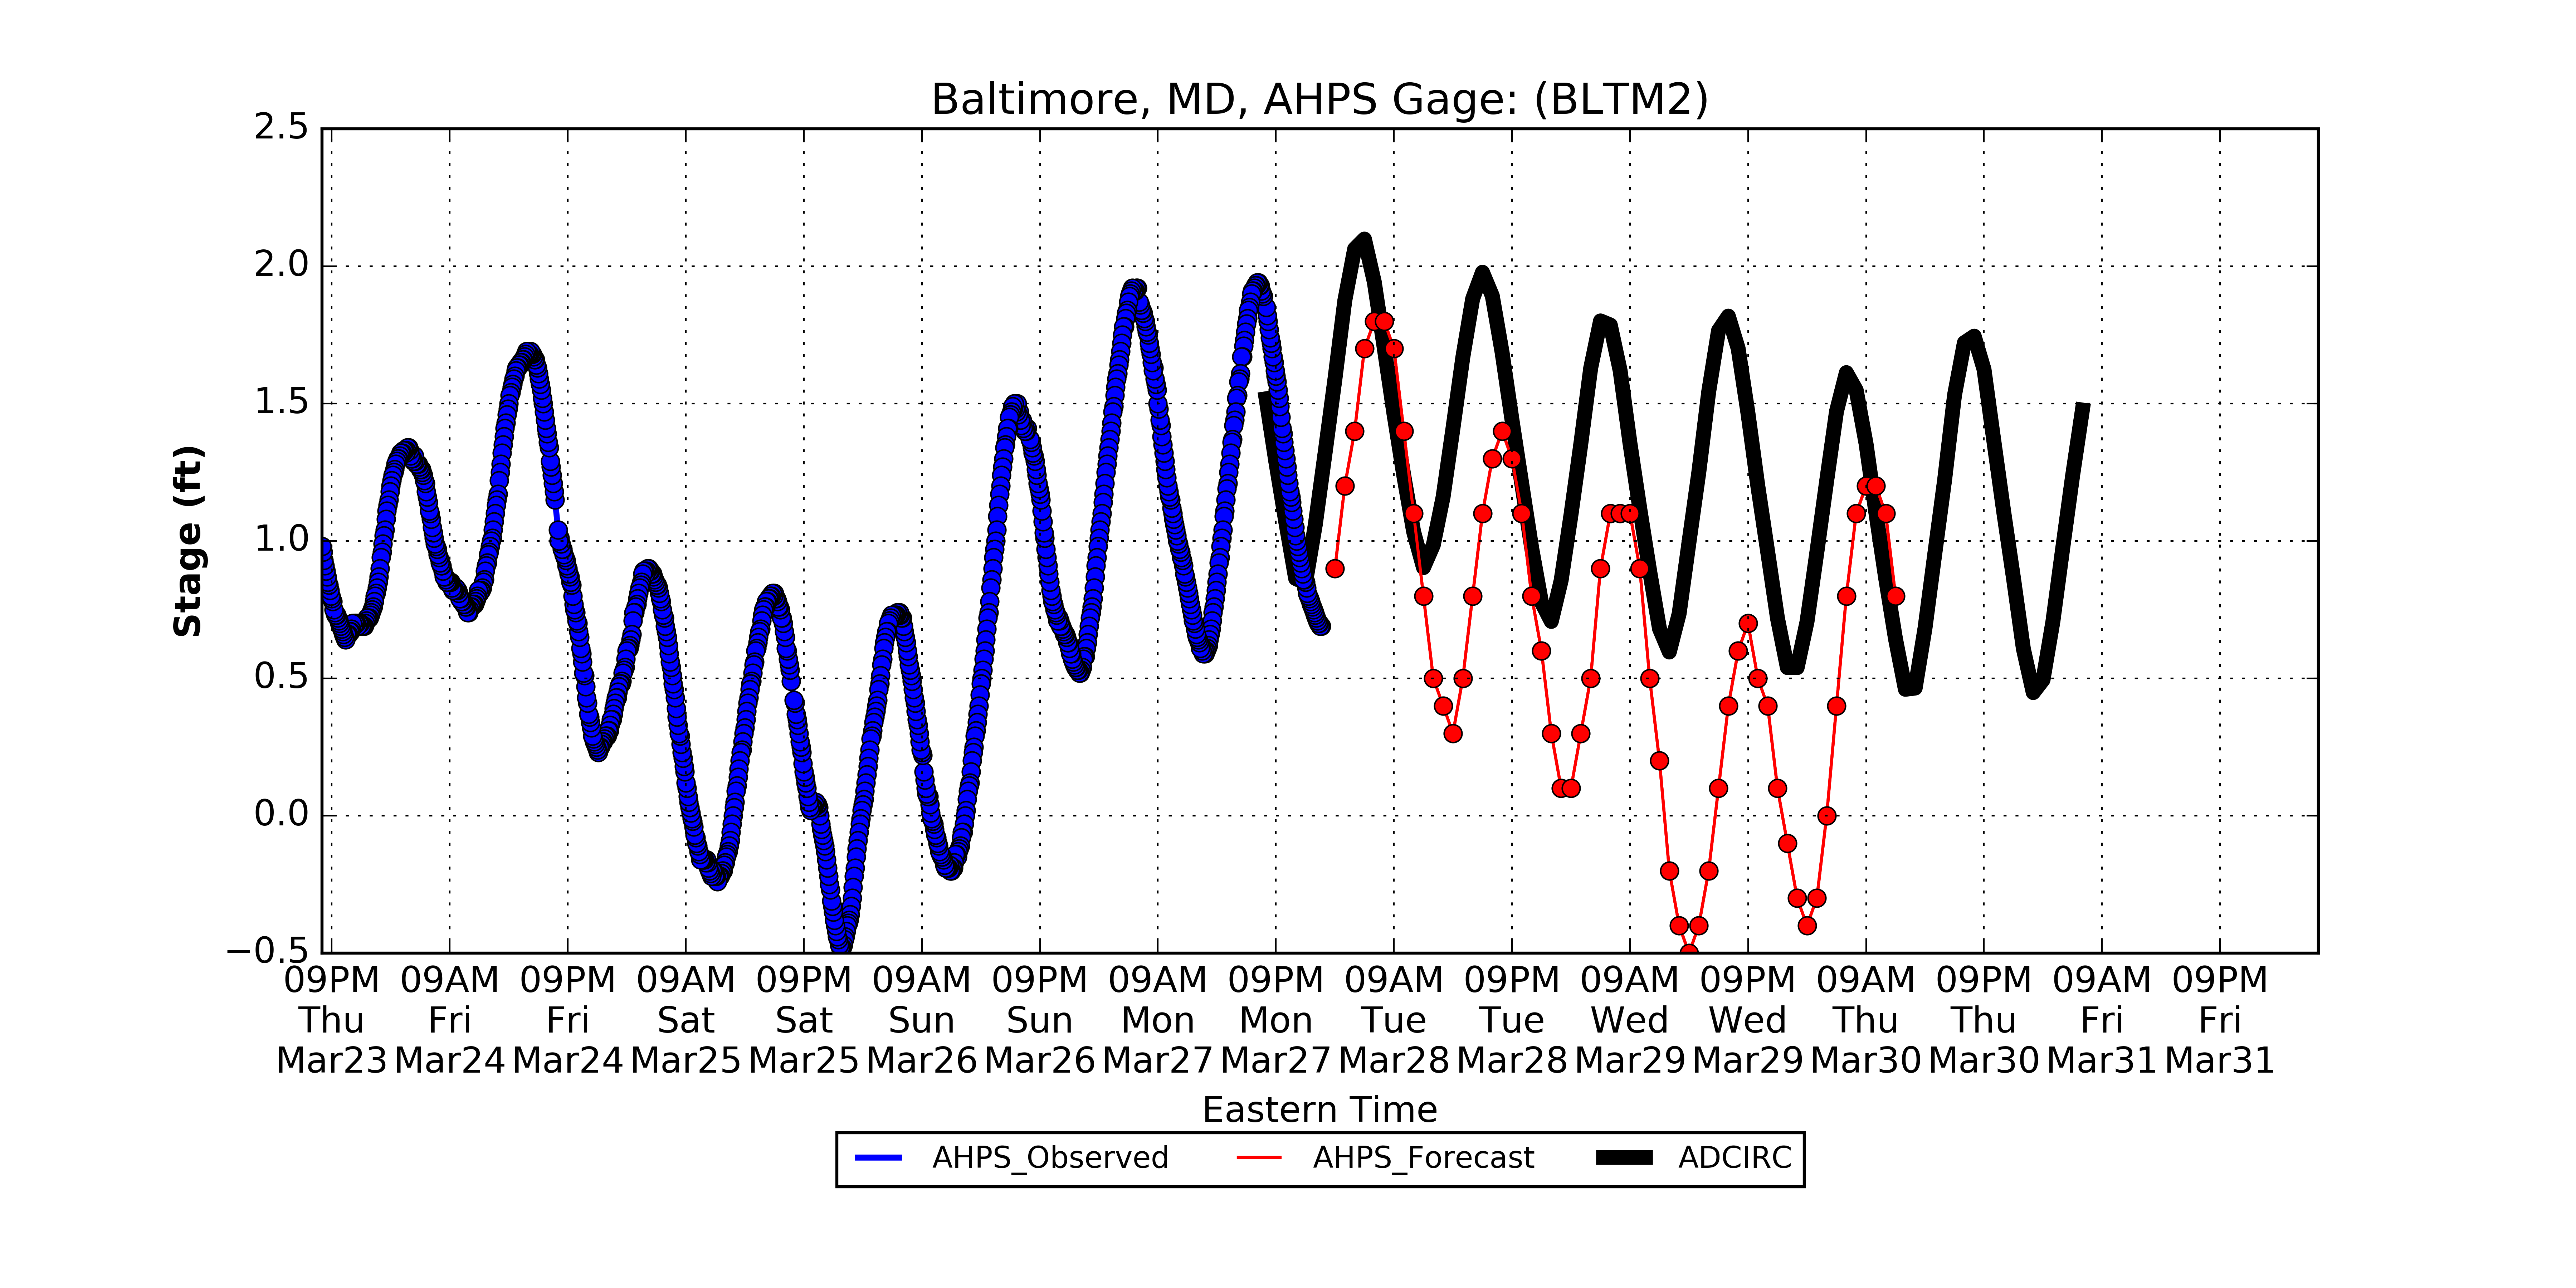 Baltimore, MD, AHPS Gage: (BLTM2)
2.5
2.0
1.5
1.0
0.5
0.0
−0.5
Stage (ft)
09PM 09AM 09PM 09AM 09PM 09AM 09PM 09AM 09PM 09AM 09PM 09AM 09PM 09AM 09PM 09AM 09PM
Thu Fri Fri Sat Sat Sun Sun Mon Mon Tue Tue Wed Wed Thu Thu Fri Fri
Mar23 Mar24 Mar24 Mar25 Mar25 Mar26 Mar26 Mar27 Mar27 Mar28 Mar28 Mar29 Mar29 Mar30 Mar30 Mar31 Mar31
Eastern Time
AHPS_Observed AHPS_Forecast ADCIRC